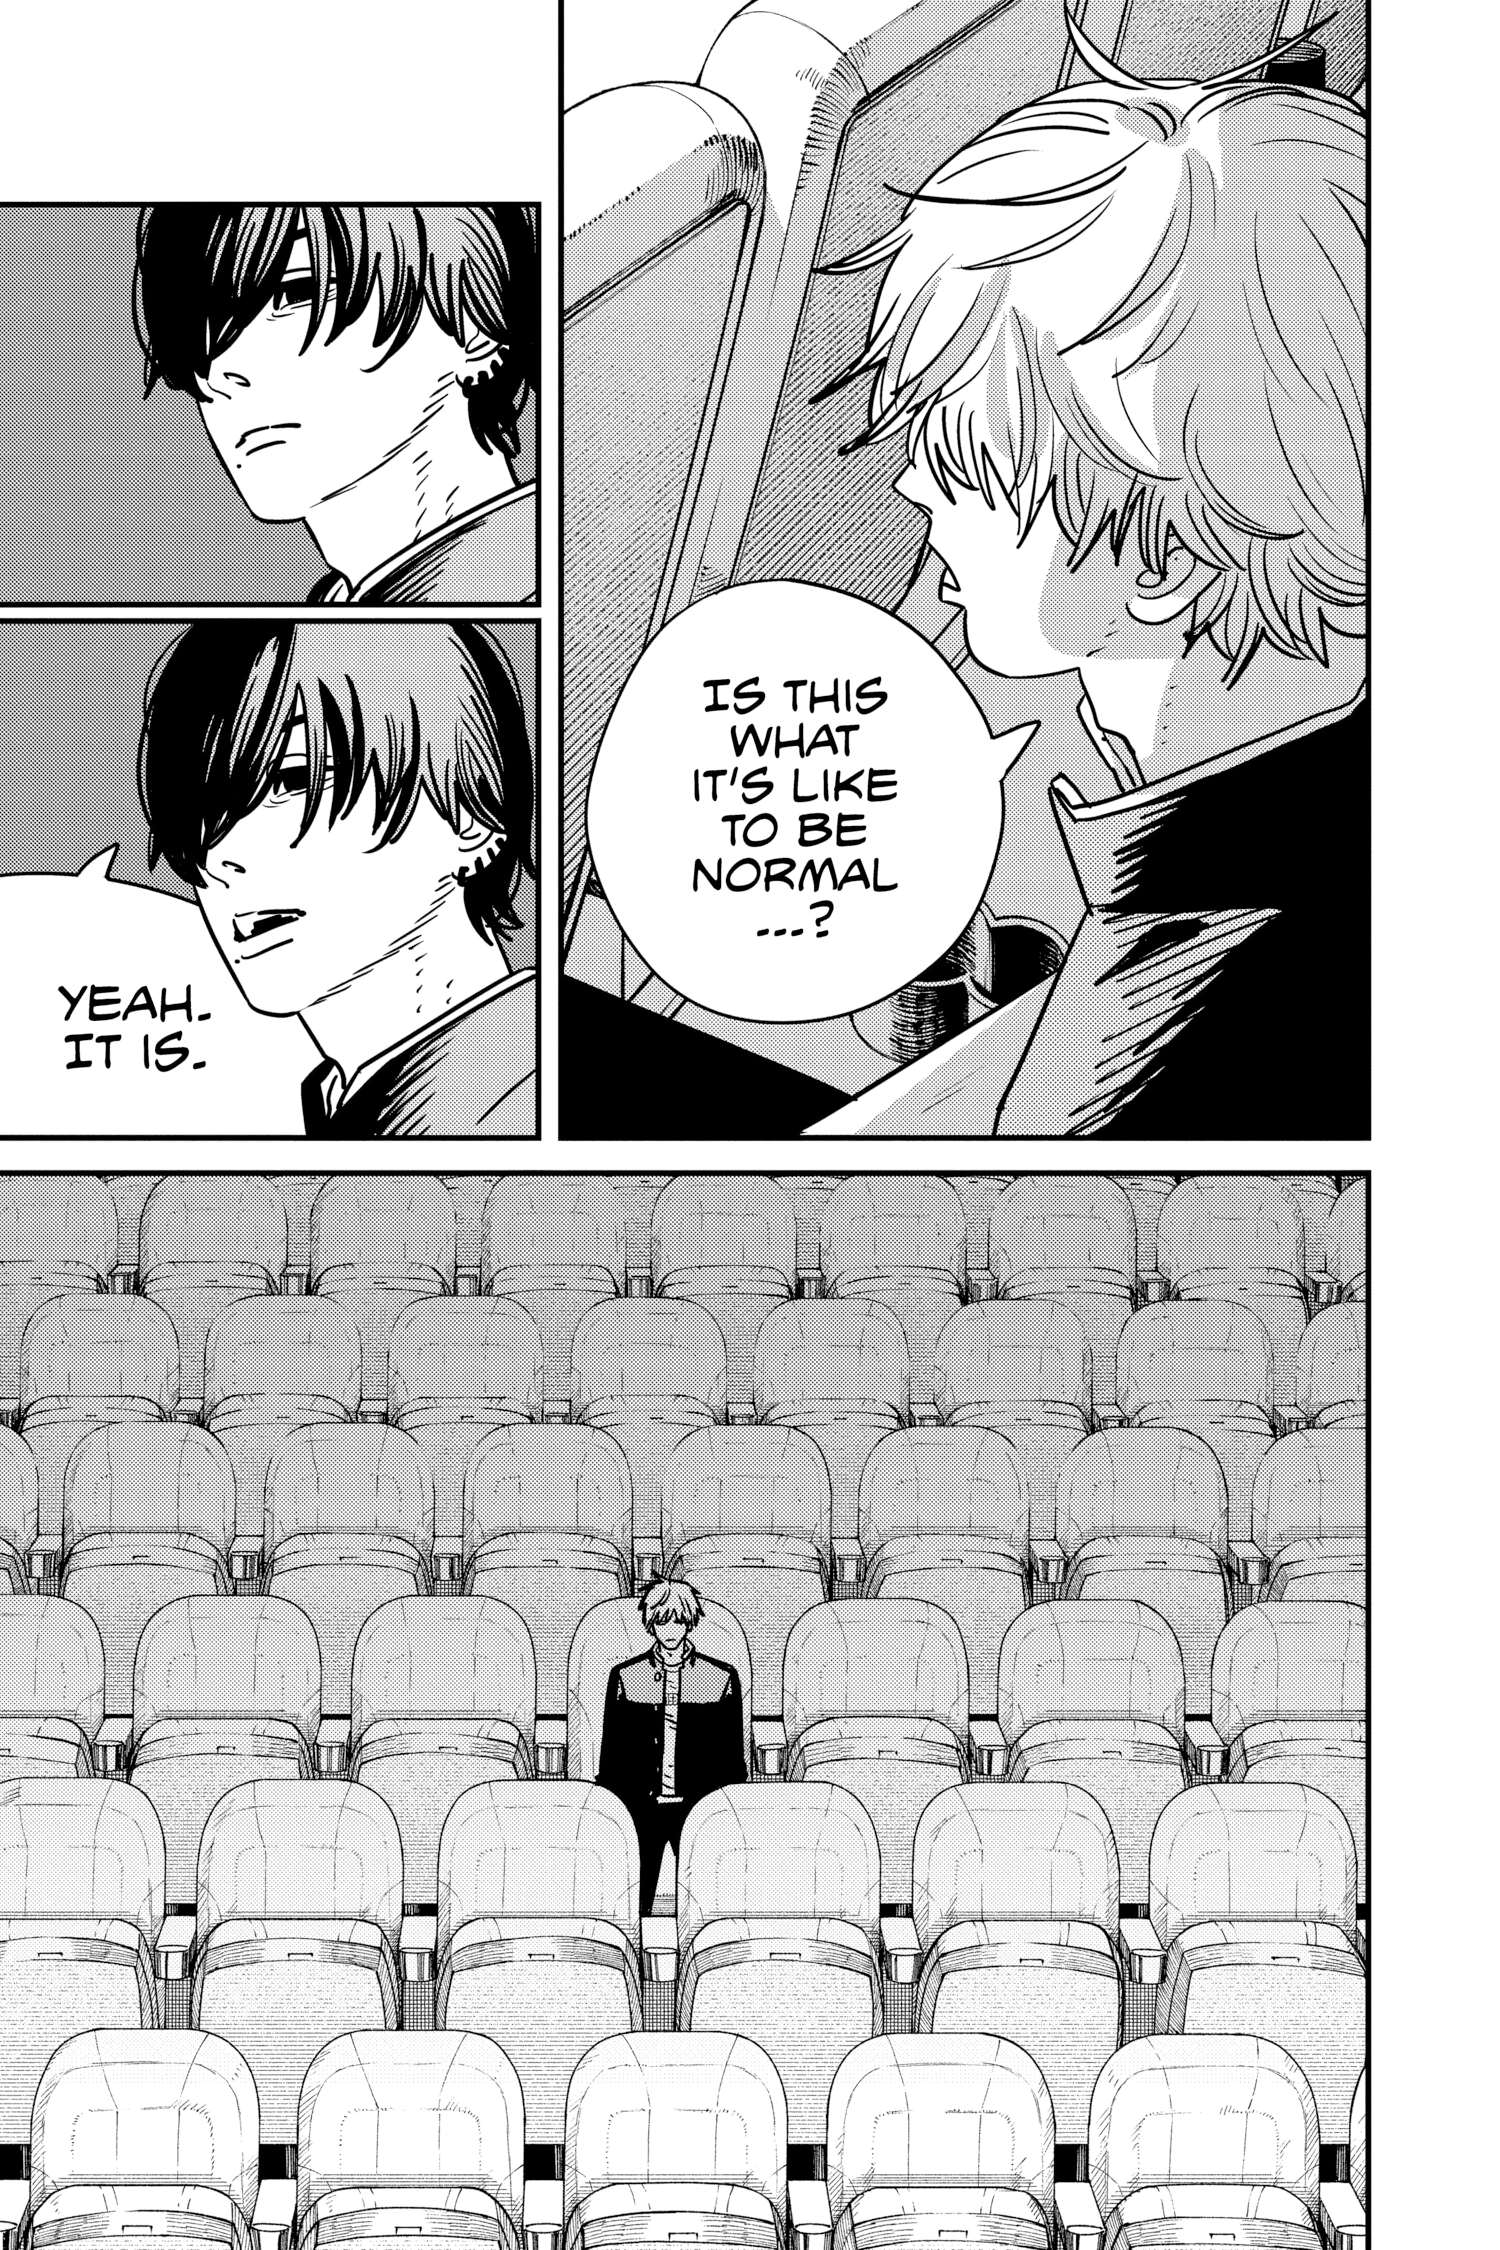 IS THIS
WHAT
IT'S LIKE
TO BE
NORMAL
...?
YEAH.
IT IS.